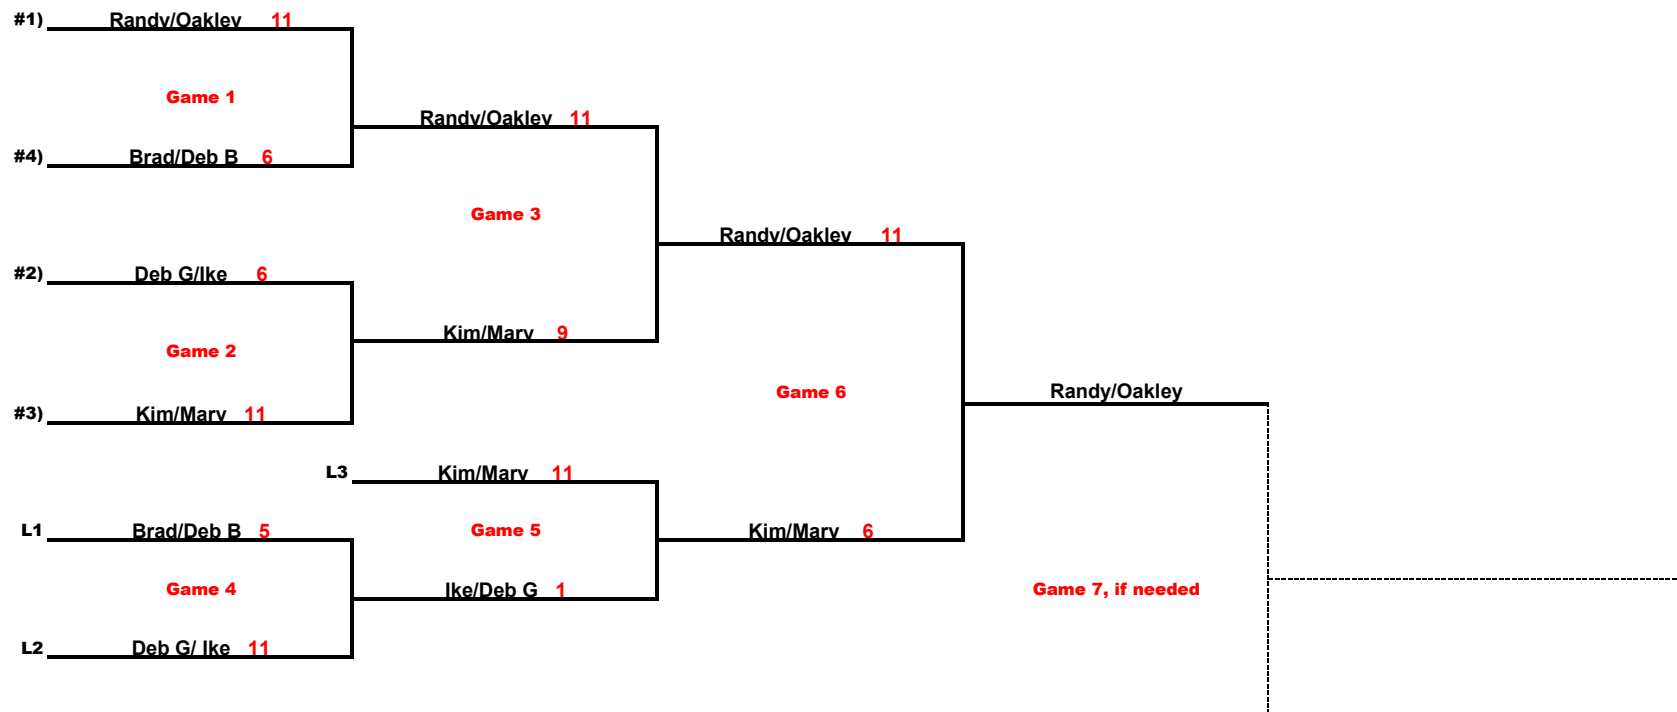 #1) Randy/Oakley 11
Game 1
Randy/Oakley 11
#4) Brad/Deb B 6
Game 3
Randy/Oakley 11
#2) Deb G/Ike 6
Kim/Mary 9
Game 2
Game 6
Randy/Oakley
#3) Kim/Mary 11
L3 Kim/Mary 11
L1 Brad/Deb B 5
Game 5
Kim/Mary 6
Game 4
Ike/Deb G 1
Game 7, if needed
L2 Deb G/ Ike 11